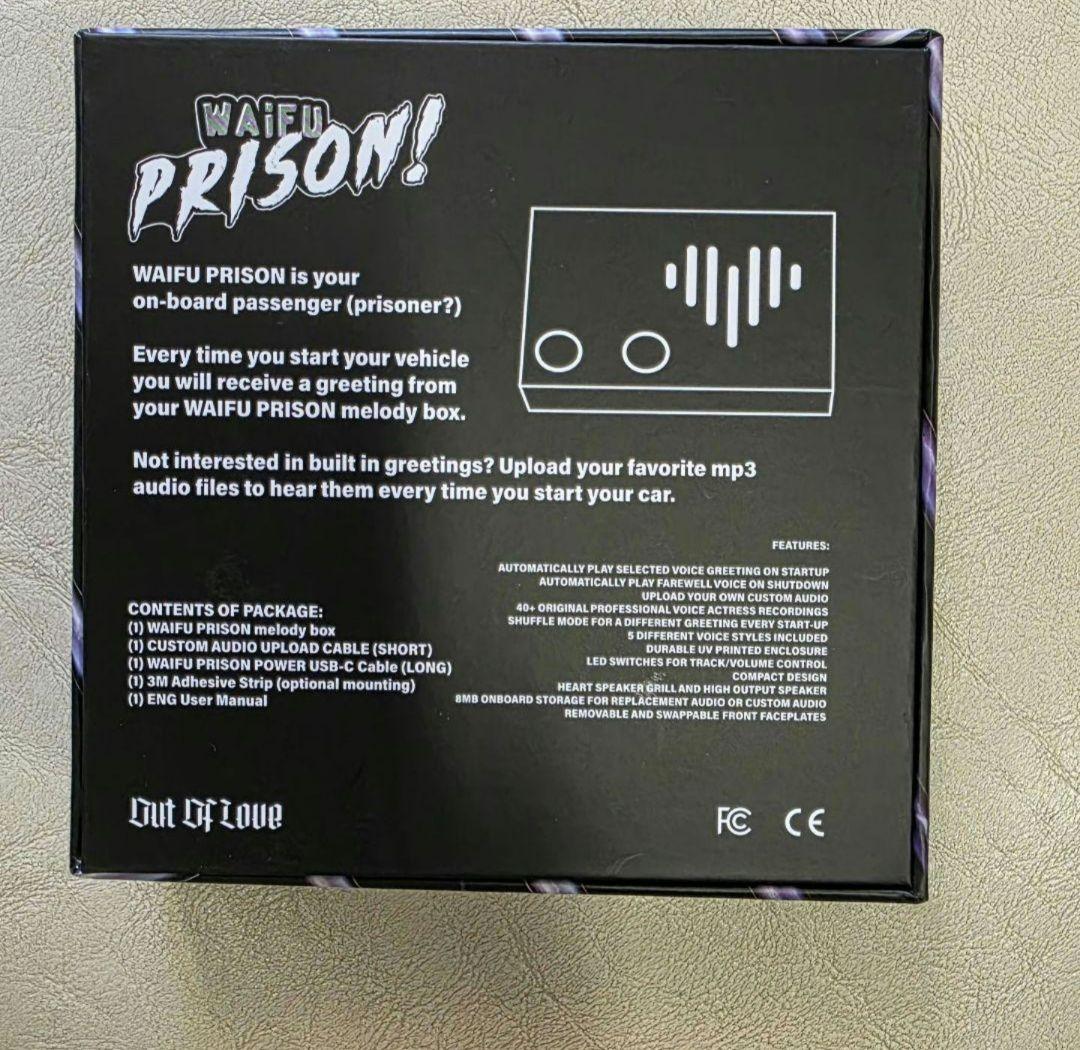 WAiFU
PRISON!
WAIFU PRISON is your
on-board passenger (prisoner?)
Every time you start your vehicle
you will receive a greeting from
your WAIFU PRISON melody box.
Not interested in built in greetings? Upload your favorite mp3
audio files to hear them every time you start your car.
FEATURES:
AUTOMATICALLY PLAY SELECTED VOICE GREETING ON STARTUP
AUTOMATICALLY PLAY FAREWELL VOICE ON SHUTDOWN
UPLOAD YOUR OWN CUSTOM AUDIO
40+ ORIGINAL PROFESSIONAL VOICE ACTRESS RECORDINGS
SHUFFLE MODE FOR A DIFFERENT GREETING EVERY START-UP
5 DIFFERENT VOICE STYLES INCLUDED
DURABLE UV PRINTED ENCLOSURE
LED SWITCHES FOR TRACK/VOLUME CONTROL
COMPACT DESIGN
HEART SPEAKER GRILL AND HIGH OUTPUT SPEAKER
8MB ONBOARD STORAGE FOR REPLACEMENT AUDIO OR CUSTOM AUDIO
REMOVABLE AND SWAPPABLE FRONT FACEPLATES
CONTENTS OF PACKAGE:
(1) WAIFU PRISON melody box
(1) CUSTOM AUDIO UPLOAD CABLE (SHORT)
(1) WAIFU PRISON POWER USB-C Cable (LONG)
(1) 3M Adhesive Strip (optional mounting)
(1) ENG User Manual
Out Of Love
FC CE